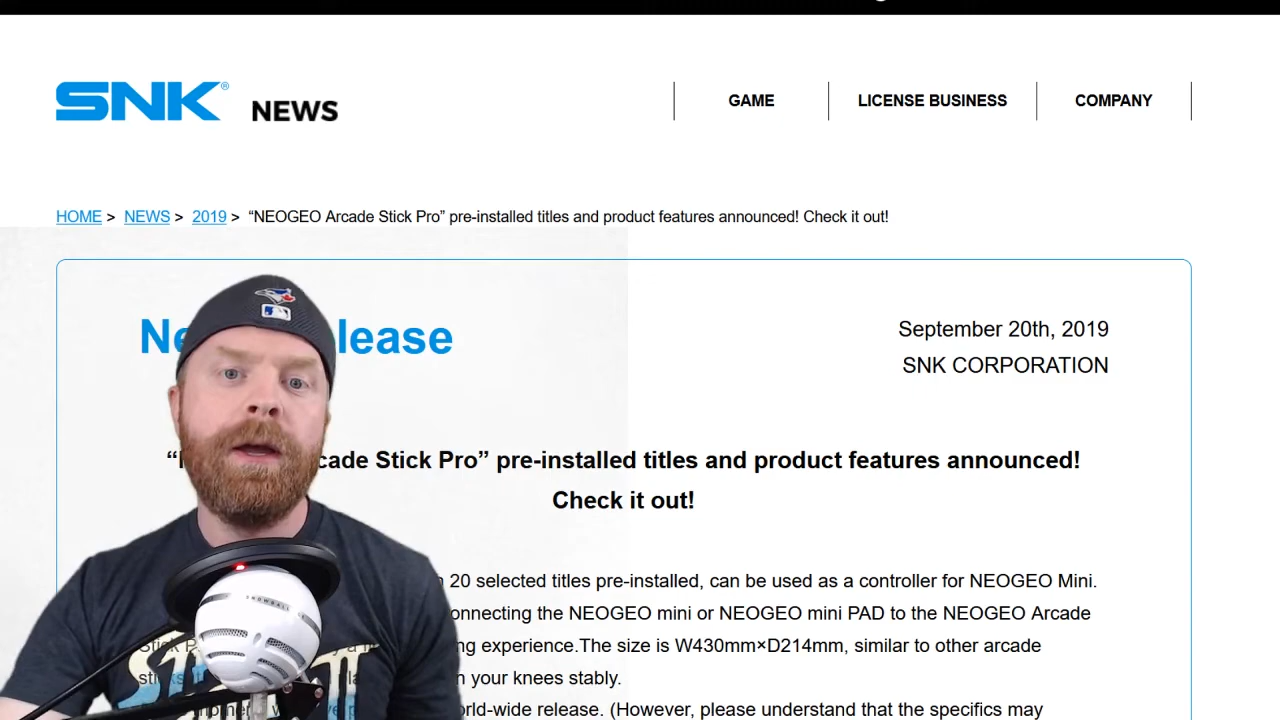 SNK® NEWS
GAME
LICENSE BUSINESS
COMPANY
HOME > NEWS > 2019 > “NEOGEO Arcade Stick Pro” pre-installed titles and product features announced! Check it out!
Ne lease
September 20th, 2019
SNK CORPORATION
cade Stick Pro” pre-installed titles and product features announced!
Check it out!
20 selected titles pre-installed, can be used as a controller for NEOGEO Mini.
onnecting the NEOGEO mini or NEOGEO mini PAD to the NEOGEO Arcade
Stick ng experience.The size is W430mm×D214mm, similar to other arcade
your knees stably.
rld-wide release. (However, please understand that the specifics may
SNOWBALL